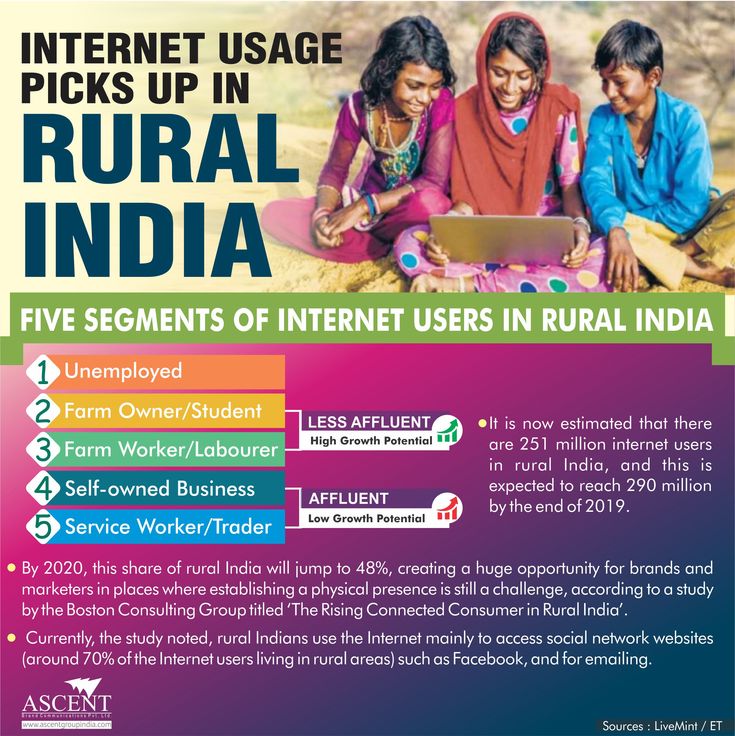 INTERNET USAGE
PICKS UP IN
RURAL
INDIA
FIVE SEGMENTS OF INTERNET USERS IN RURAL INDIA
1 Unemployed
2 Farm Owner/Student
3 Farm Worker/Labourer
4 Self-owned Business
5 Service Worker/Trader
LESS AFFLUENT
High Growth Potential
AFFLUENT
Low Growth Potential
It is now estimated that there
are 251 million internet users
in rural India, and this is
expected to reach 290 million
by the end of 2019.
By 2020, this share of rural India will jump to 48%, creating a huge opportunity for brands and
marketers in places where establishing a physical presence is still a challenge, according to a study
by the Boston Consulting Group titled ‘The Rising Connected Consumer in Rural India’.
Currently, the study noted, rural Indians use the Internet mainly to access social network websites
(around 70% of the Internet users living in rural areas) such as Facebook, and for emailing.
ASCENT
Brand Communications Pvt. Ltd.
www.ascentgroupindia.com
Sources : LiveMint / ET